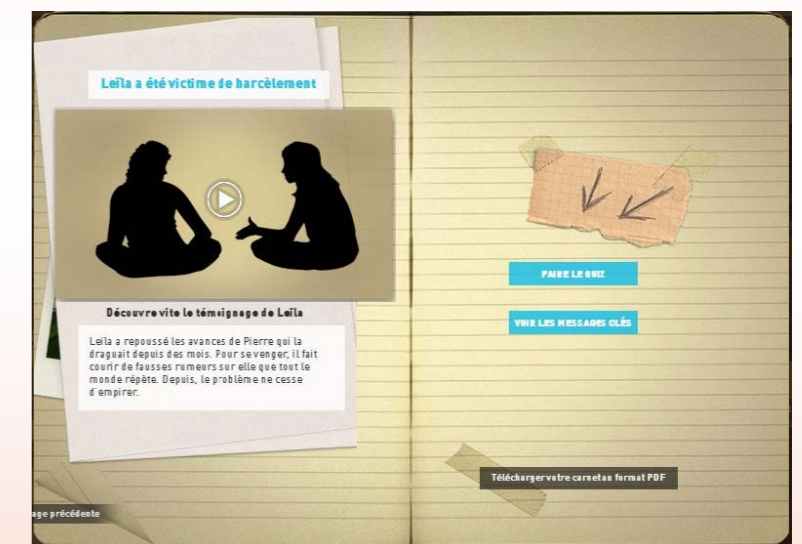 Leïla a été victime de harcèlement
Découvre vite le témoignage de Leïla
Leïla a repoussé les avances de Pierre qui la
draguait depuis des mois. Pour se venger, il fait
courir de fausses rumeurs sur elle que tout le
monde répète. Depuis, le problème ne cesse
d'empirer.
age précédente
FAIRE LE QUIZ
VOIR LES MESSAGES CLÉS
Télécharger votre carnet au format PDF